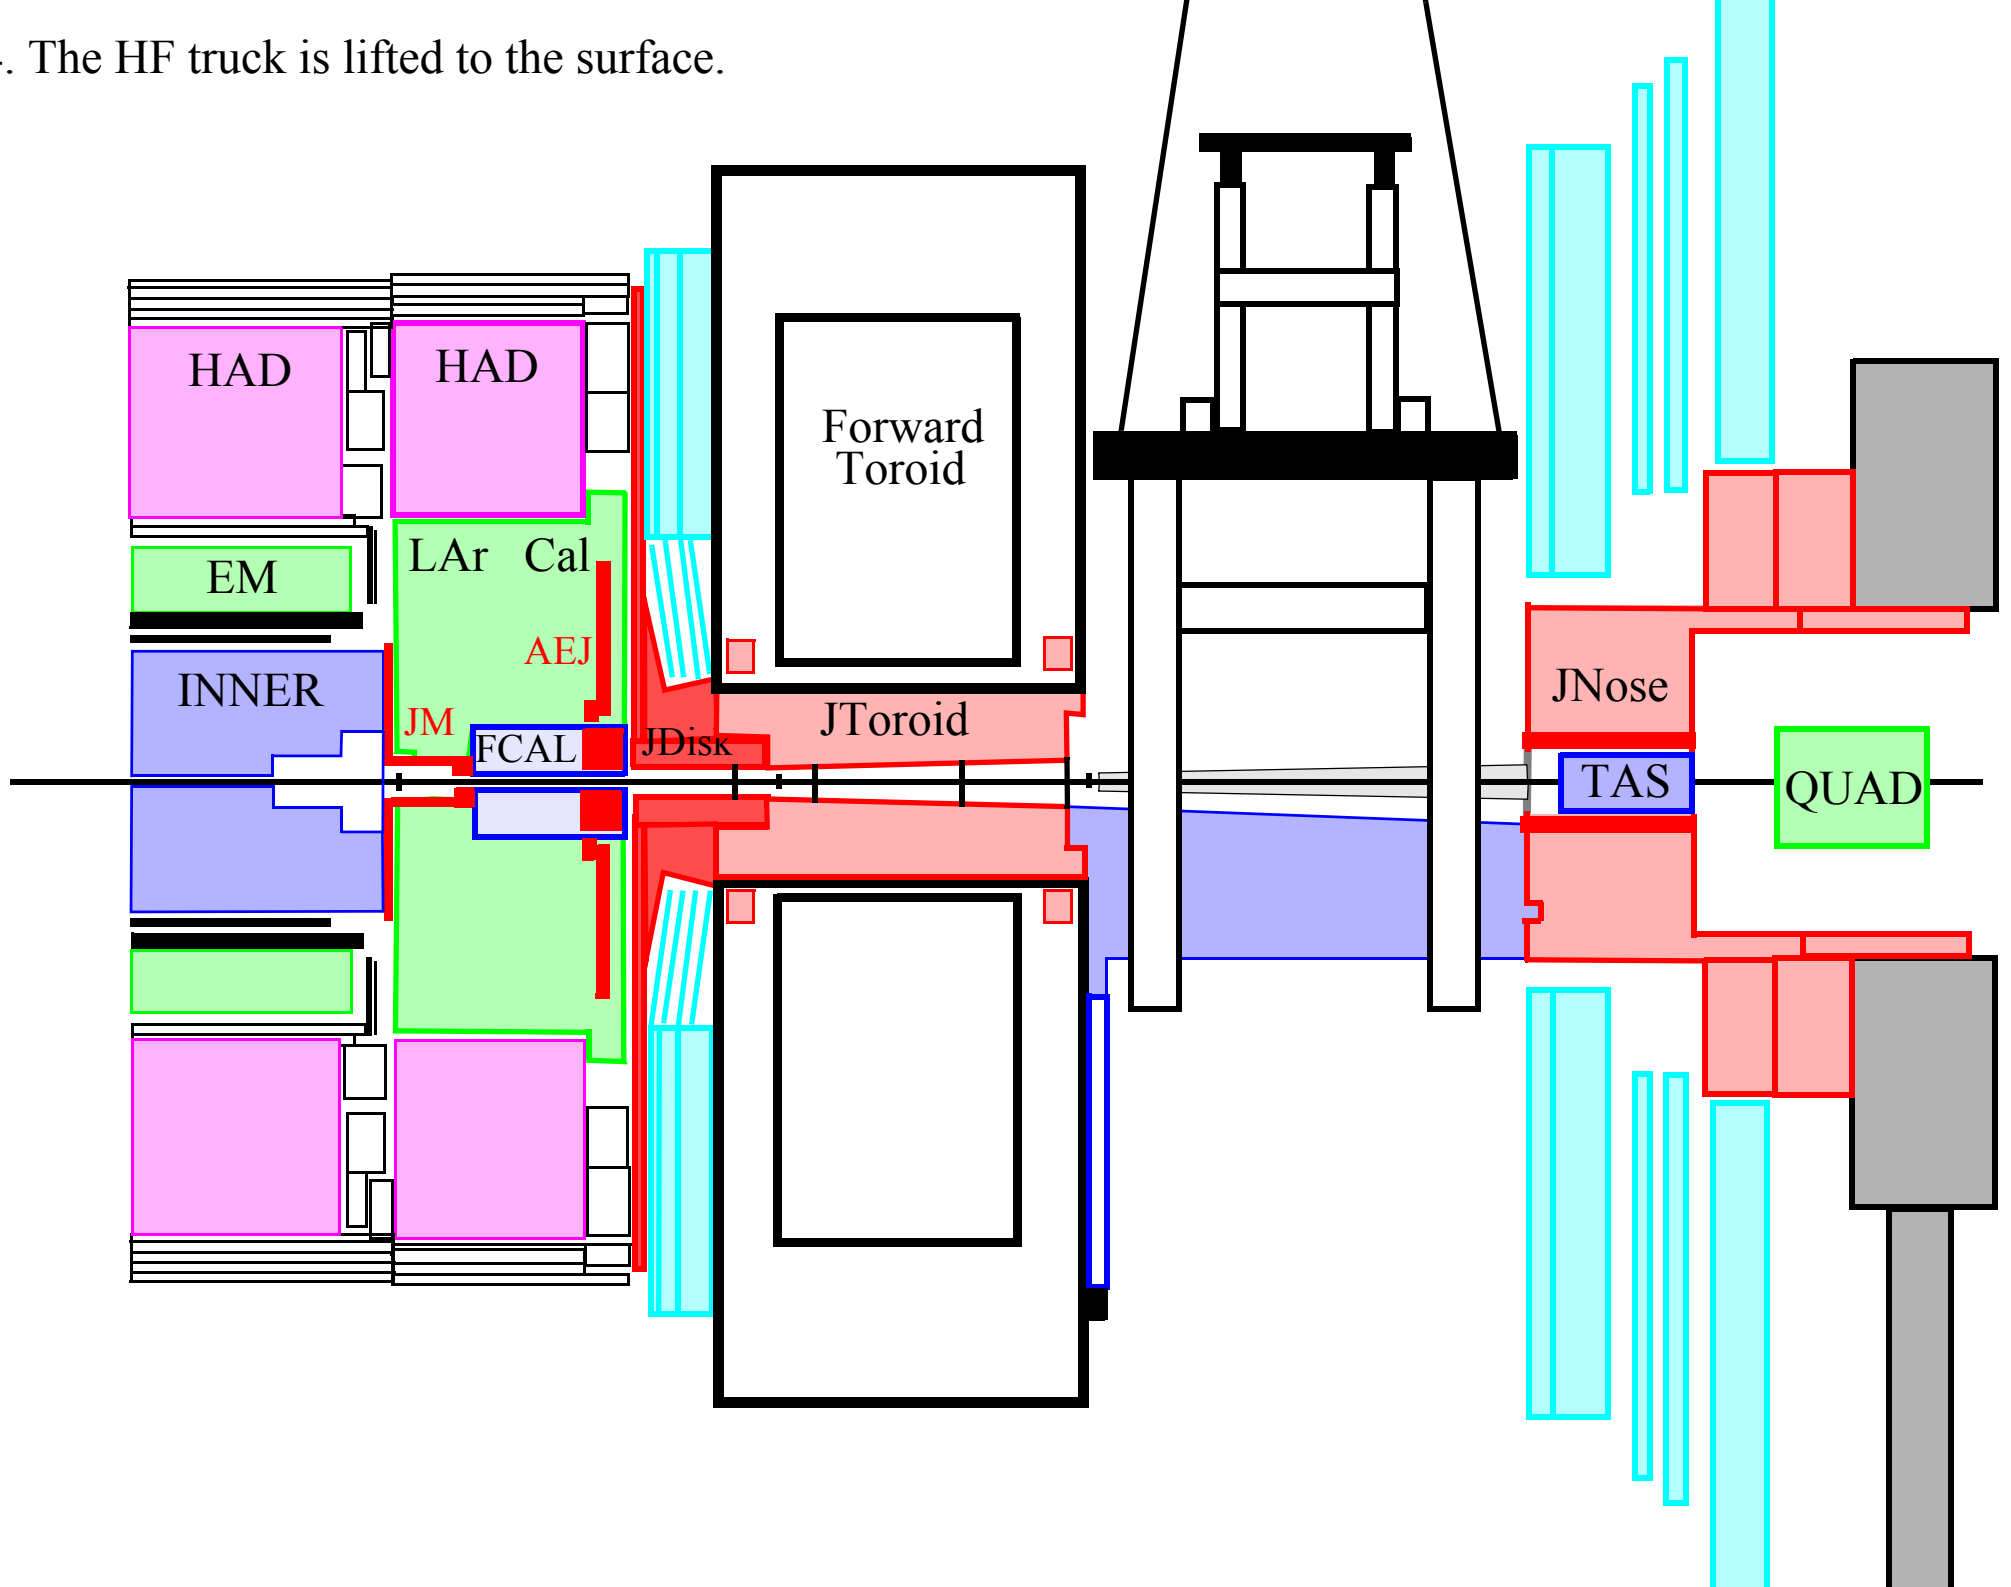 . The HF truck is lifted to the surface.
HAD
HAD
Forward
Toroid
LAr Cal
EM
AEJ
INNER
JM
FCAL
JDisk
JToroid
JNose
TAS
QUAD